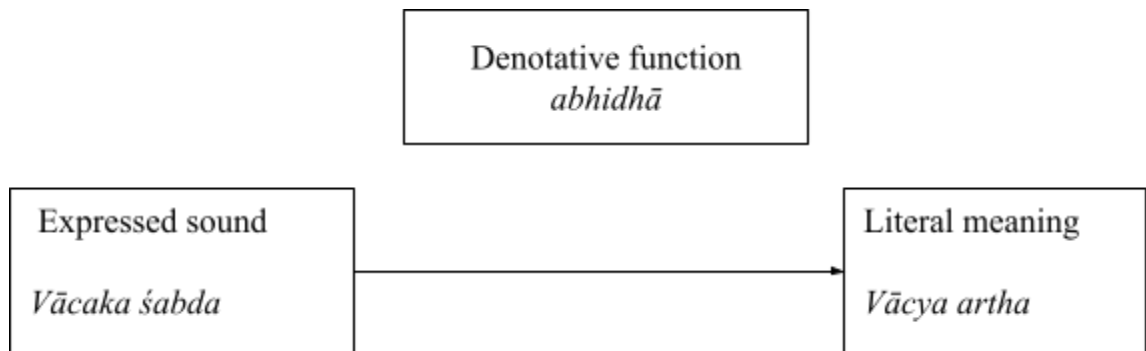 Denotative function
abhidhā
Expressed sound
Vācaka śabda
Literal meaning
Vācya artha